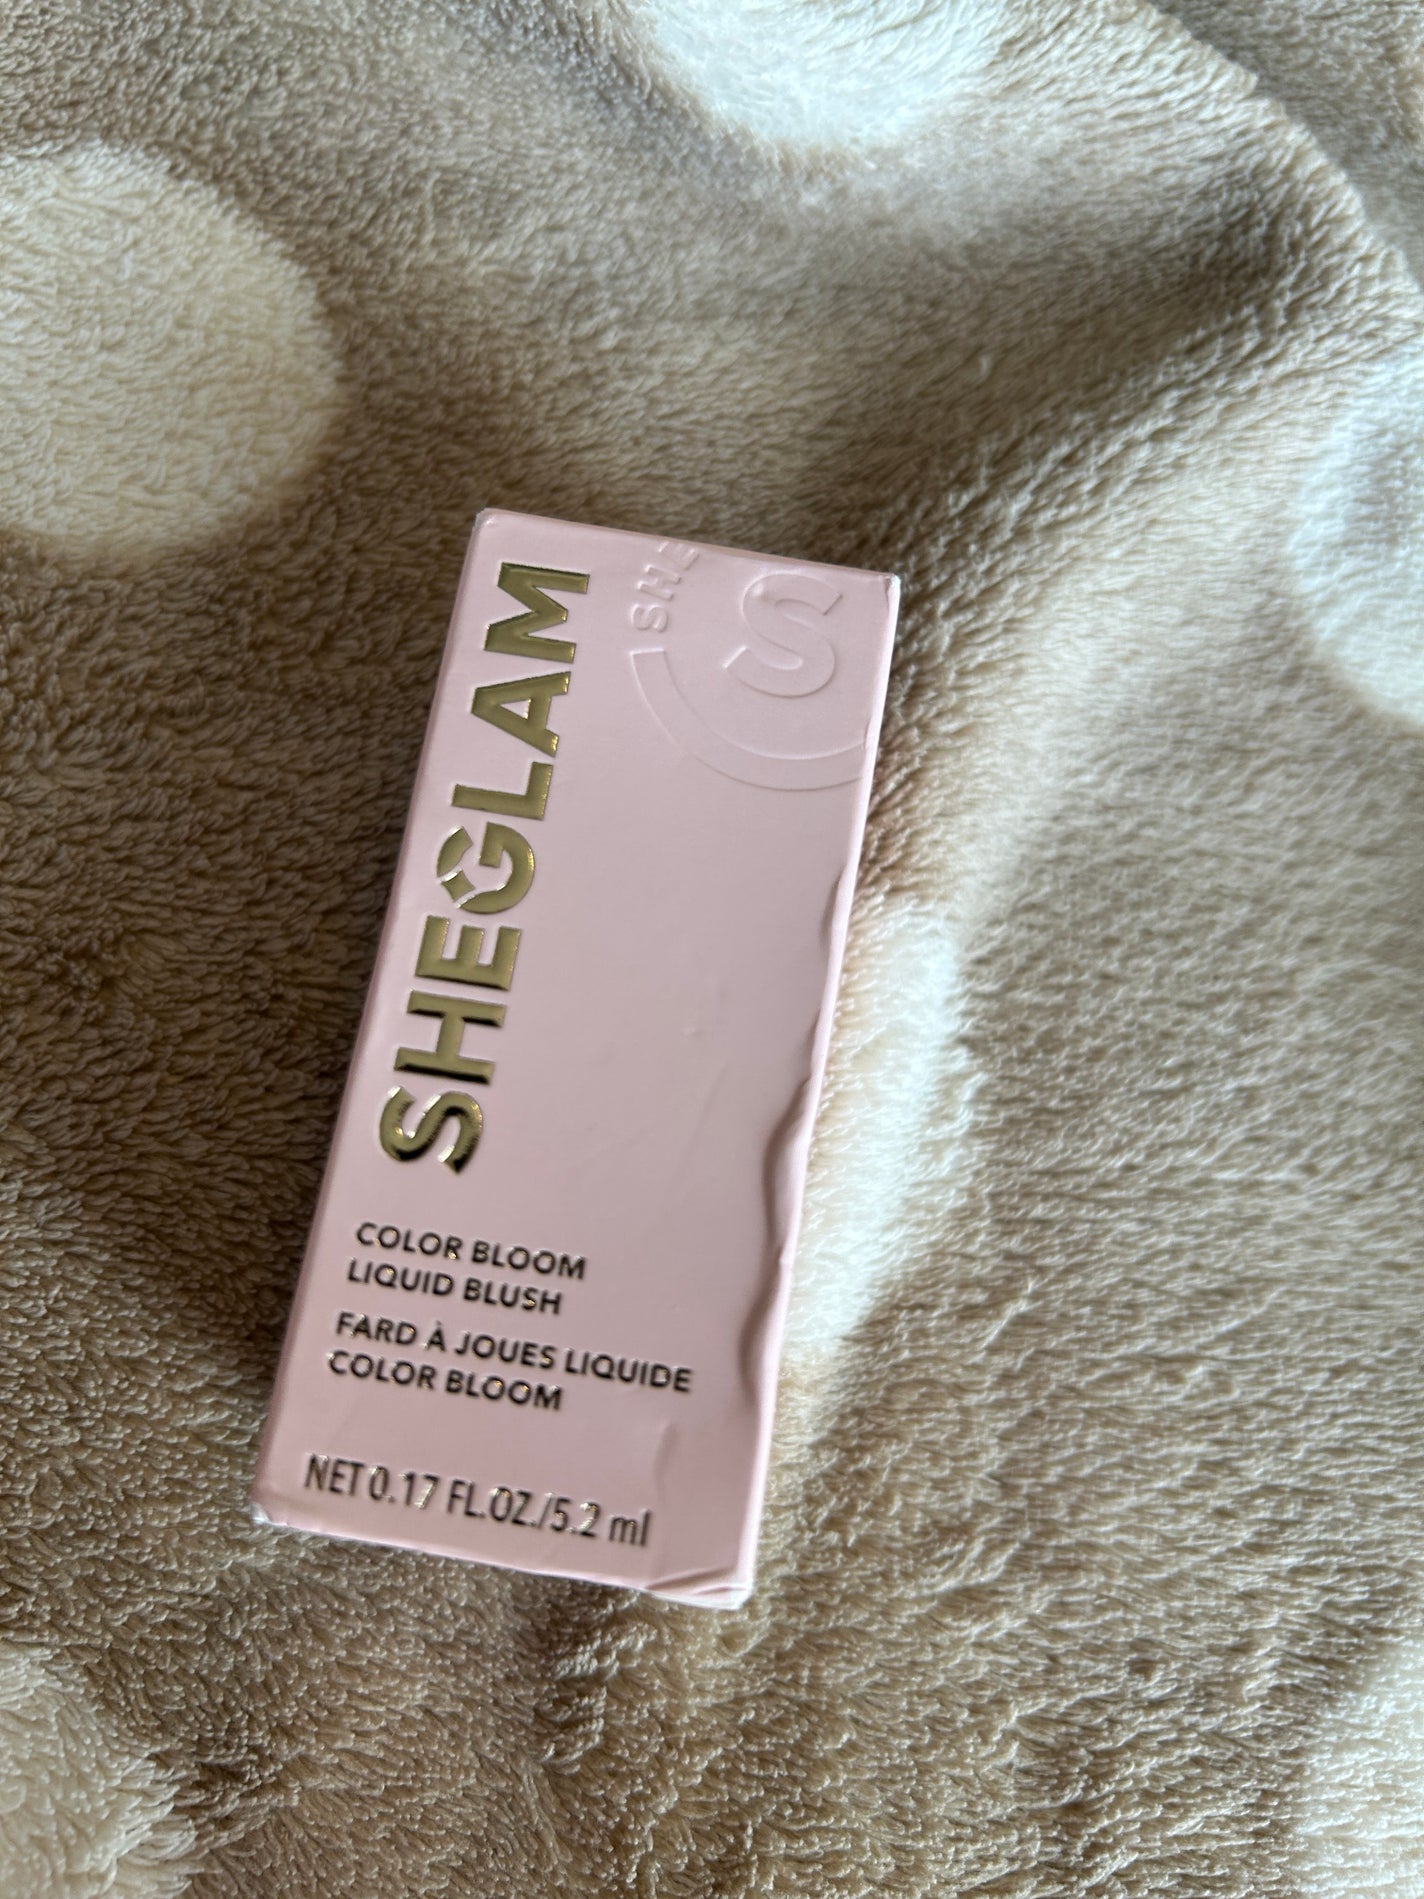 SHEGLAM
SHE
S
COLOR BLOOM
LIQUID BLUSH
FARD À JOUES LIQUIDE
COLOR BLOOM
NET 0.17 FL.OZ./5.2 ml